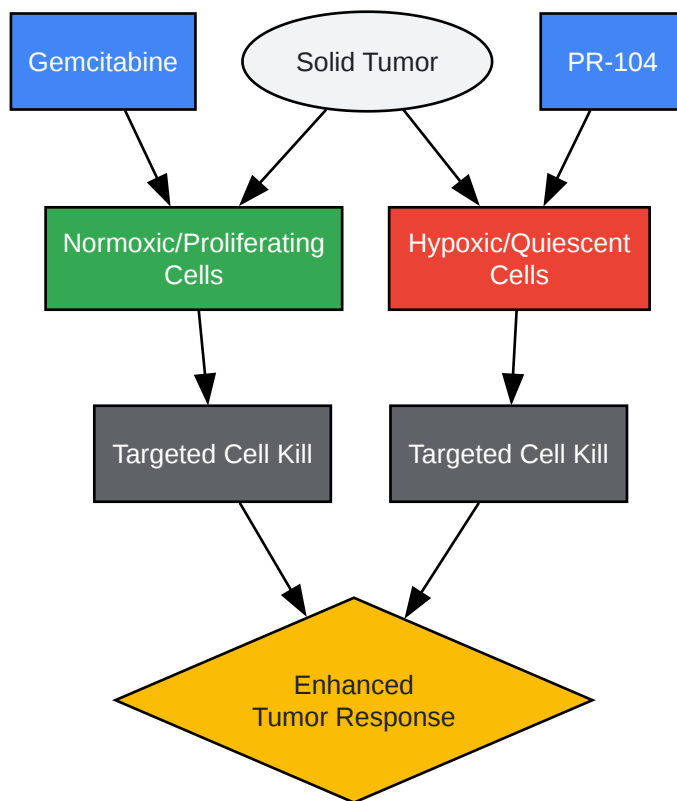 Gemcitabine
Solid Tumor
PR-104
Normoxic/Proliferating
Cells
Hypoxic/Quiescent
Cells
Targeted Cell Kill
Targeted Cell Kill
Enhanced
Tumor Response